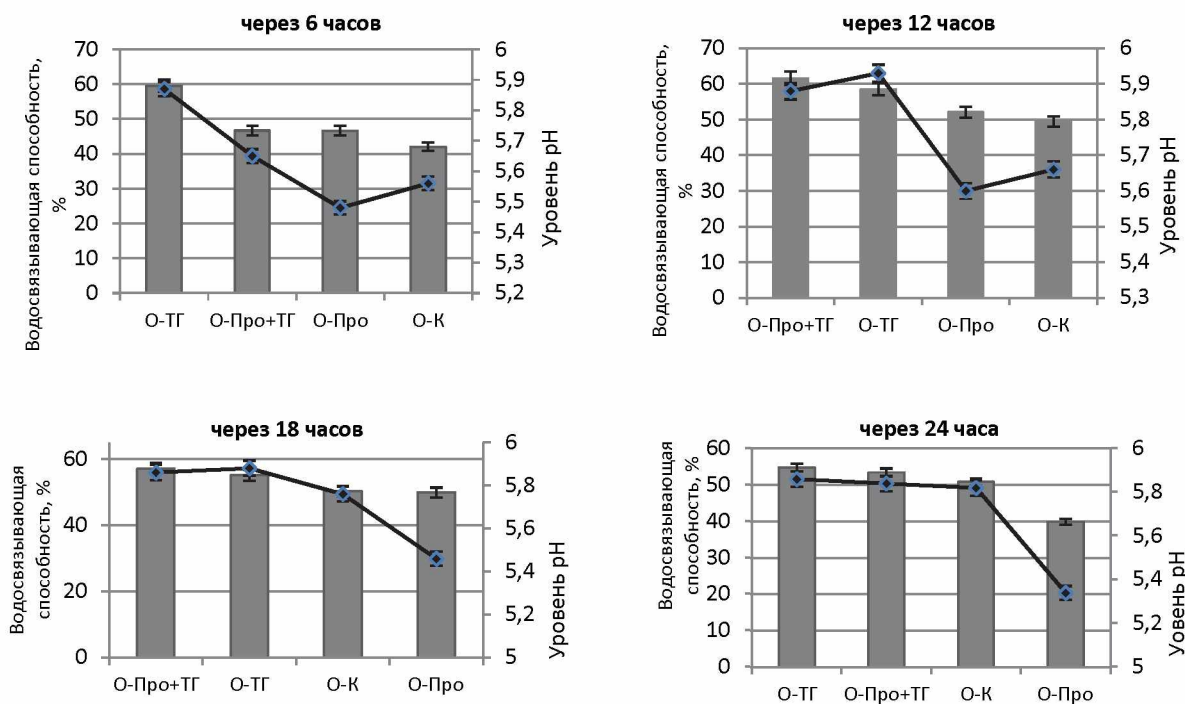 через 6 часов
Водосвязывающая способность,
%
70
60
50
40
30
20
10
0
6
5,9
5,8
5,7
5,6
5,5
5,4
5,3
5,2
Уровень pH
О-ТГ
О-Про+ТГ
О-Про
О-К
через 12 часов
Водосвязывающая способность,
%
70
60
50
40
30
20
10
0
6
5,9
5,8
5,7
5,6
5,5
5,4
5,3
Уровень pH
О-Про+ТГ
О-ТГ
О-Про
О-К
через 18 часов
Водосвязывающая
способность, %
60
40
20
0
6
5,8
5,6
5,4
5,2
5
Уровень pH
О-Про+ТГ
О-ТГ
О-К
О-Про
через 24 часа
Водосвязывающая
способность, %
60
50
40
30
20
10
0
6
5,8
5,6
5,4
5,2
5
Уовень pH
О-ТГ
О-Про+ТГ
О-К
О-Про